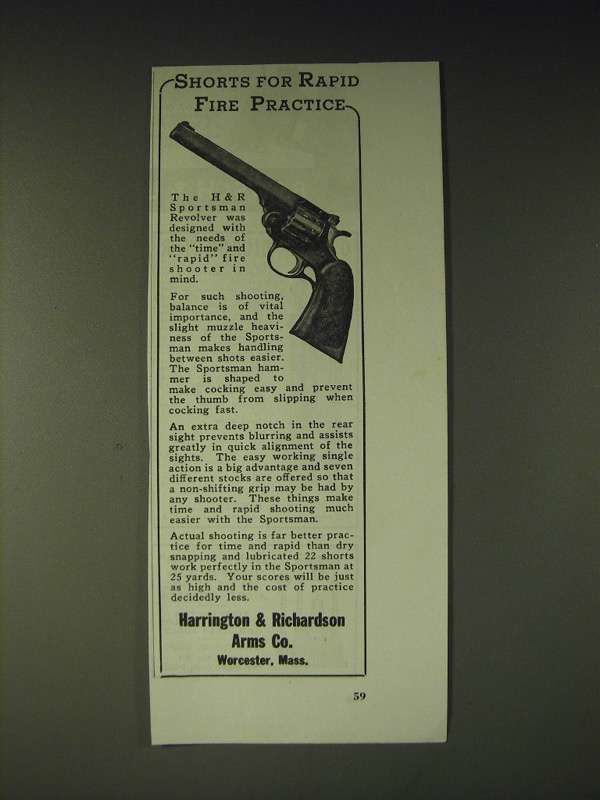 SHORTS FOR RAPID
FIRE PRACTICE
The H & R
Sportsman
Revolver was
designed with
the needs of
the "time" and
"rapid" fire
shooter in
mind.
For such shooting,
balance is of vital
importance, and the
slight muzzle heavi-
ness of the Sports-
man makes handling
between shots easier.
The Sportsman ham-
mer is shaped to
make cocking easy and prevent
the thumb from slipping when
cocking fast.
An extra deep notch in the rear
sight prevents blurring and assists
greatly in quick alignment of the
sights. The easy working single
action is a big advantage and seven
different stocks are offered so that
a non-shifting grip may be had by
any shooter. These things make
time and rapid shooting much
easier with the Sportsman.
Actual shooting is far better prac-
tice for time and rapid than dry
snapping and lubricated 22 shorts
work perfectly in the Sportsman at
25 yards. Your scores will be just
as high and the cost of practice
decidedly less.
Harrington & Richardson
Arms Co.
Worcester, Mass.
59